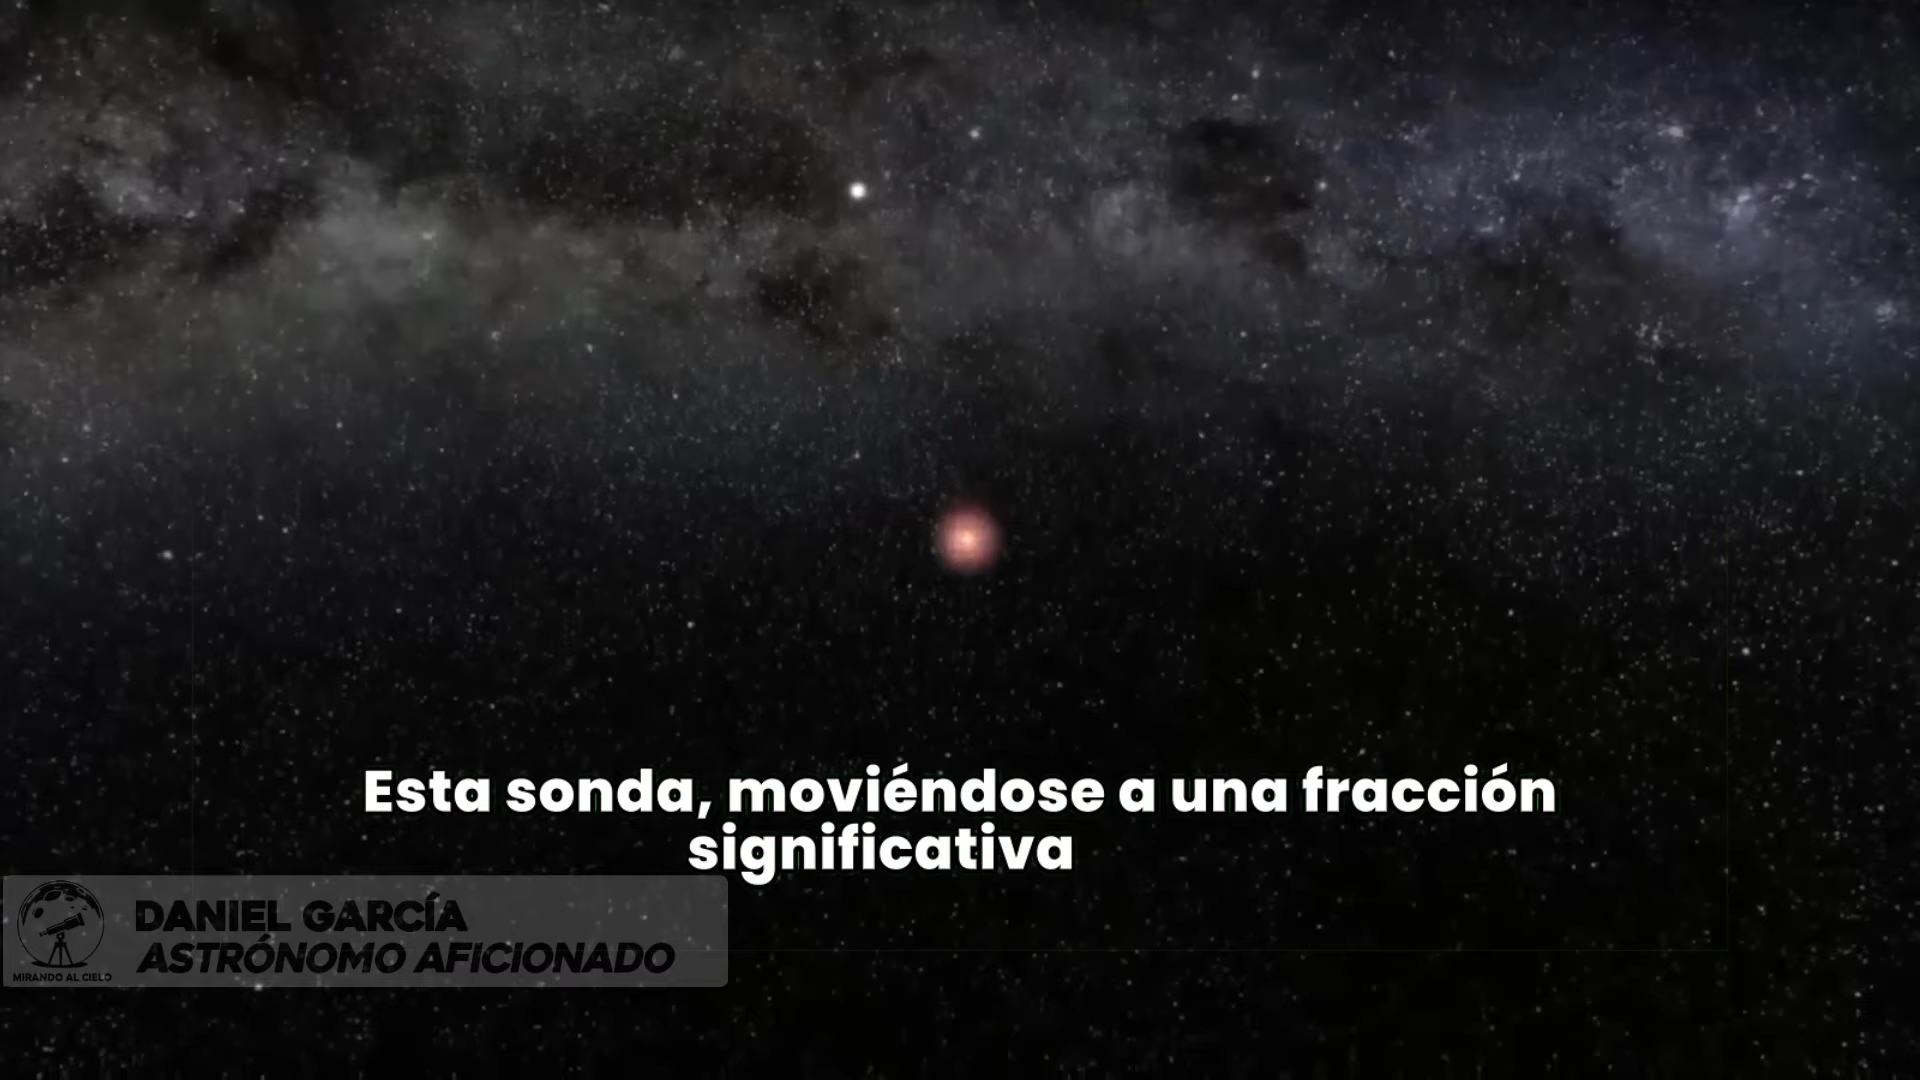 Esta sonda, moviéndose a una fracción
significativa
DANIEL GARCÍA
ASTRÓNOMO AFICIONADO
MIRANDO AL CIELO